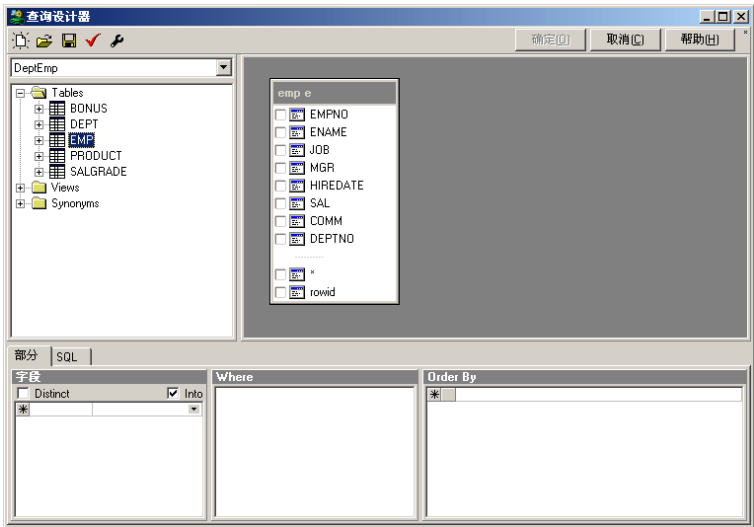 查询设计器
确定(O) 取消(C) 帮助(H)
DeptEmp
Tables
BONUS
DEPT
EMP
PRODUCT
SALGRADE
Views
Synonyms
emp e
EMPNO
ENAME
JOB
MGR
HIREDATE
SAL
COMM
DEPTNO
*
rowid
部分 SQL
字段 Where Order By
Distinct Into